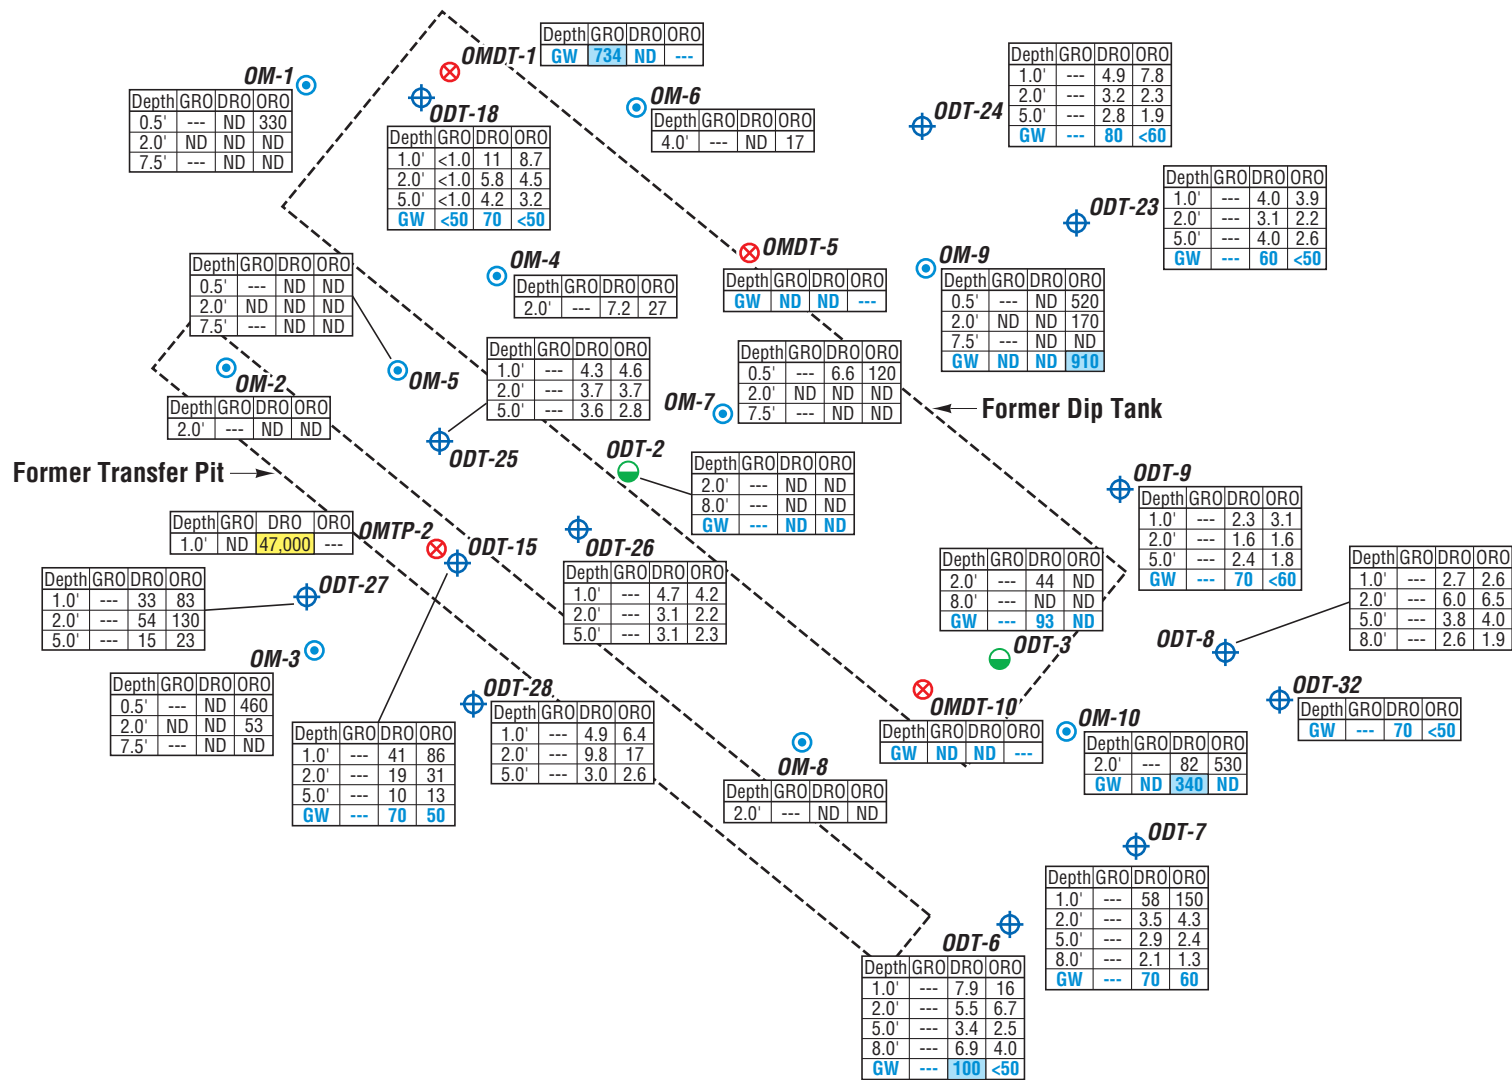 OMDT-1
Depth GRO DRO ORO
GW 734 ND ---
OM-1
Depth GRO DRO ORO
0.5' --- ND 330
2.0' ND ND ND
7.5' --- ND ND
ODT-18
Depth GRO DRO ORO
1.0' <1.0 11 8.7
2.0' <1.0 5.8 4.5
5.0' <1.0 4.2 3.2
GW <50 70 <50
OM-6
Depth GRO DRO ORO
4.0' --- ND 17
ODT-24
Depth GRO DRO ORO
1.0' --- 4.9 7.8
2.0' --- 3.2 2.3
5.0' --- 2.8 1.9
GW --- 80 <60
ODT-23
Depth GRO DRO ORO
1.0' --- 4.0 3.9
2.0' --- 3.1 2.2
5.0' --- 4.0 2.6
GW --- 60 <50
Depth GRO DRO ORO
0.5' --- ND ND
2.0' ND ND ND
7.5' --- ND ND
OM-5
OM-4
Depth GRO DRO ORO
2.0' --- 7.2 27
OMDT-5
Depth GRO DRO ORO
GW ND ND ---
OM-9
Depth GRO DRO ORO
0.5' --- ND 520
2.0' ND ND 170
7.5' --- ND ND
GW ND ND 910
OM-2
Depth GRO DRO ORO
2.0' --- ND ND
Depth GRO DRO ORO
1.0' --- 4.3 4.6
2.0' --- 3.7 3.7
5.0' --- 3.6 2.8
ODT-25
OM-7
Depth GRO DRO ORO
0.5' --- 6.6 120
2.0' ND ND ND
7.5' --- ND ND
Former Dip Tank
Former Transfer Pit
ODT-2
Depth GRO DRO ORO
2.0' --- ND ND
8.0' --- ND ND
GW --- ND ND
ODT-9
Depth GRO DRO ORO
1.0' --- 2.3 3.1
2.0' --- 1.6 1.6
5.0' --- 2.4 1.8
GW --- 70 <60
OMTP-2
Depth GRO DRO ORO
1.0' ND 47,000 ---
ODT-15
ODT-26
Depth GRO DRO ORO
1.0' --- 4.7 4.2
2.0' --- 3.1 2.2
5.0' --- 3.1 2.3
Depth GRO DRO ORO
2.0' --- 44 ND
8.0' --- ND ND
GW --- 93 ND
ODT-3
ODT-8
Depth GRO DRO ORO
1.0' --- 2.7 2.6
2.0' --- 6.0 6.5
5.0' --- 3.8 4.0
8.0' --- 2.6 1.9
ODT-27
Depth GRO DRO ORO
1.0' --- 33 83
2.0' --- 54 130
5.0' --- 15 23
OM-3
Depth GRO DRO ORO
0.5' --- ND 460
2.0' ND ND 53
7.5' --- ND ND
Depth GRO DRO ORO
1.0' --- 41 86
2.0' --- 19 31
5.0' --- 10 13
GW --- 70 50
ODT-28
Depth GRO DRO ORO
1.0' --- 4.9 6.4
2.0' --- 9.8 17
5.0' --- 3.0 2.6
OMDT-10
Depth GRO DRO ORO
GW ND ND ---
ODT-32
Depth GRO DRO ORO
GW --- 70 <50
OM-10
Depth GRO DRO ORO
2.0' --- 82 530
GW ND 340 ND
OM-8
Depth GRO DRO ORO
2.0' --- ND ND
ODT-7
Depth GRO DRO ORO
1.0' --- 58 150
2.0' --- 3.5 4.3
5.0' --- 2.9 2.4
8.0' --- 2.1 1.3
GW --- 70 60
ODT-6
Depth GRO DRO ORO
1.0' --- 7.9 16
2.0' --- 5.5 6.7
5.0' --- 3.4 2.5
8.0' --- 6.9 4.0
GW --- 100 <50